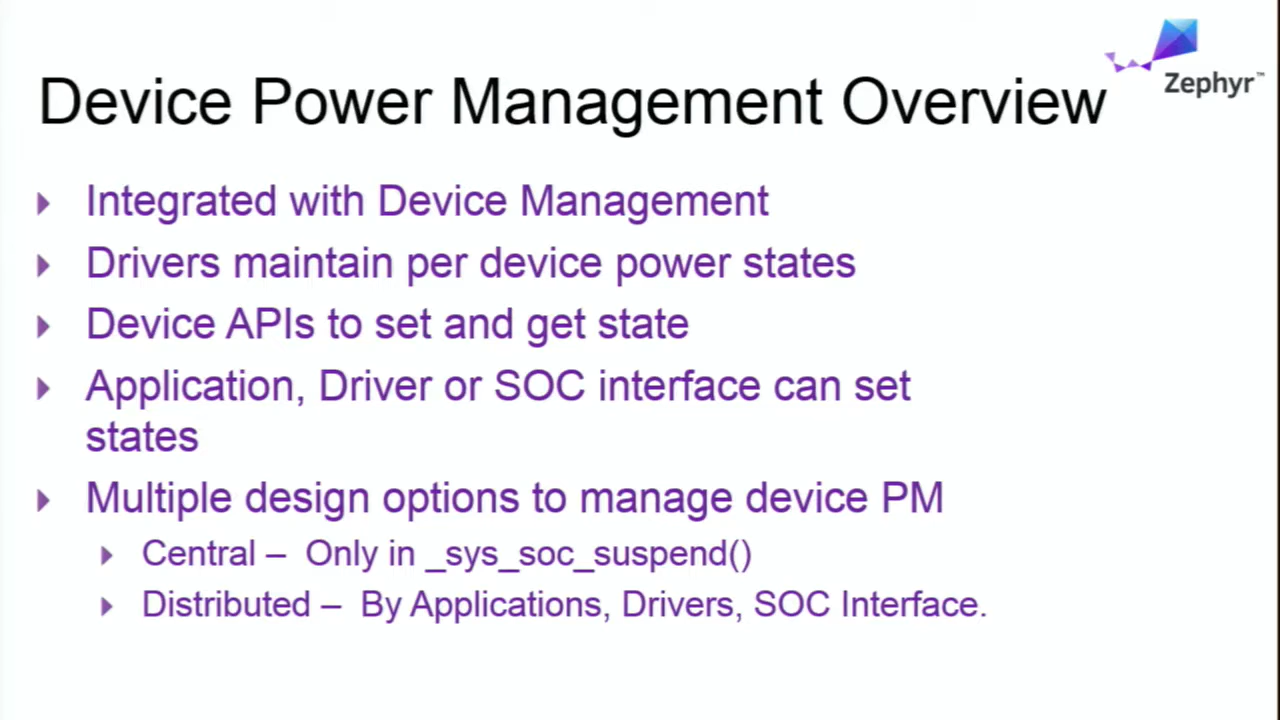 Zephyr™
Device Power Management Overview
Integrated with Device Management
Drivers maintain per device power states
Device APIs to set and get state
Application, Driver or SOC interface can set
states
Multiple design options to manage device PM
Central – Only in _sys_soc_suspend()
Distributed – By Applications, Drivers, SOC Interface.